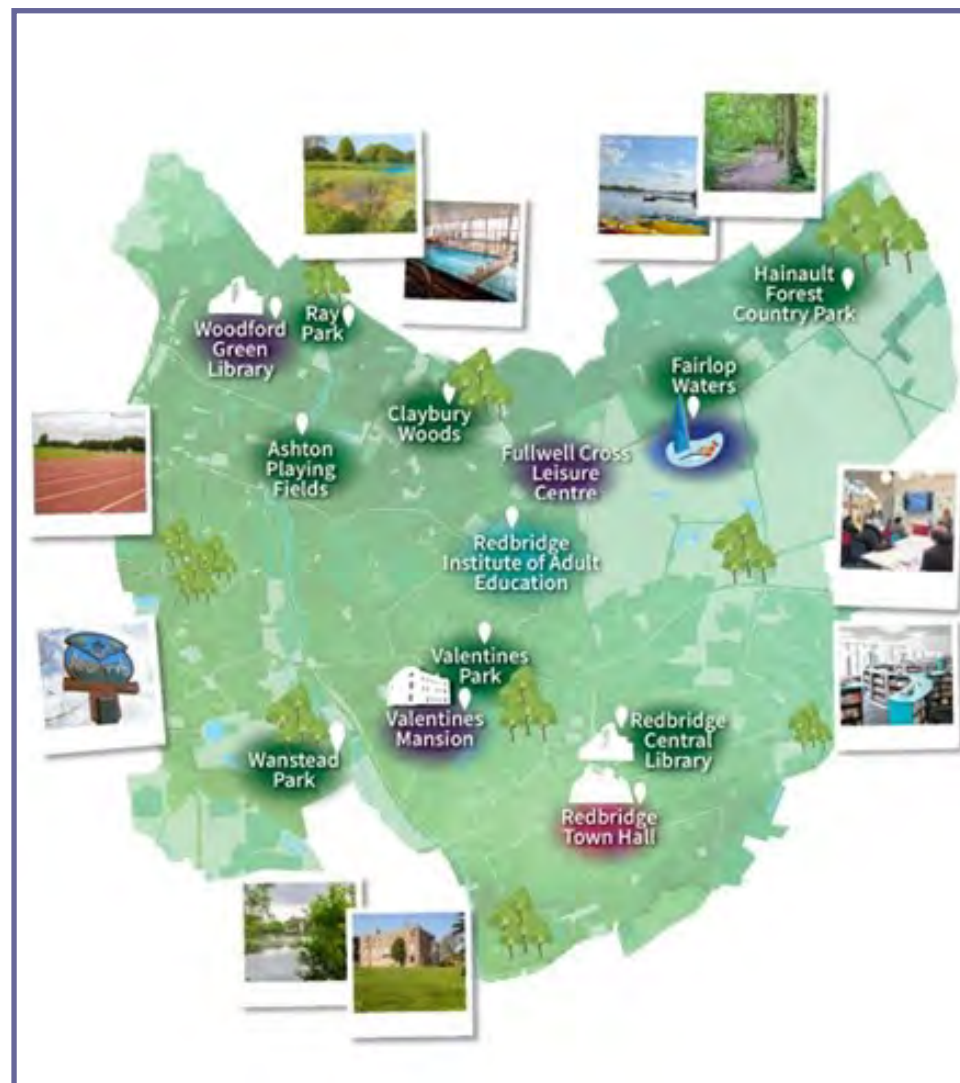 Hainault
Forest
Country Park
Woodford
Green
Library
Ray
Park
Fairlop
Waters
Claybury
Woods
Ashton
Playing
Fields
Fullwell Cross
Leisure
Centre
Redbridge
Institute of Adult
Education
Valentines
Park
Valentines
Mansion
Redbridge
Central
Library
Wanstead
Park
Redbridge
Town Hall